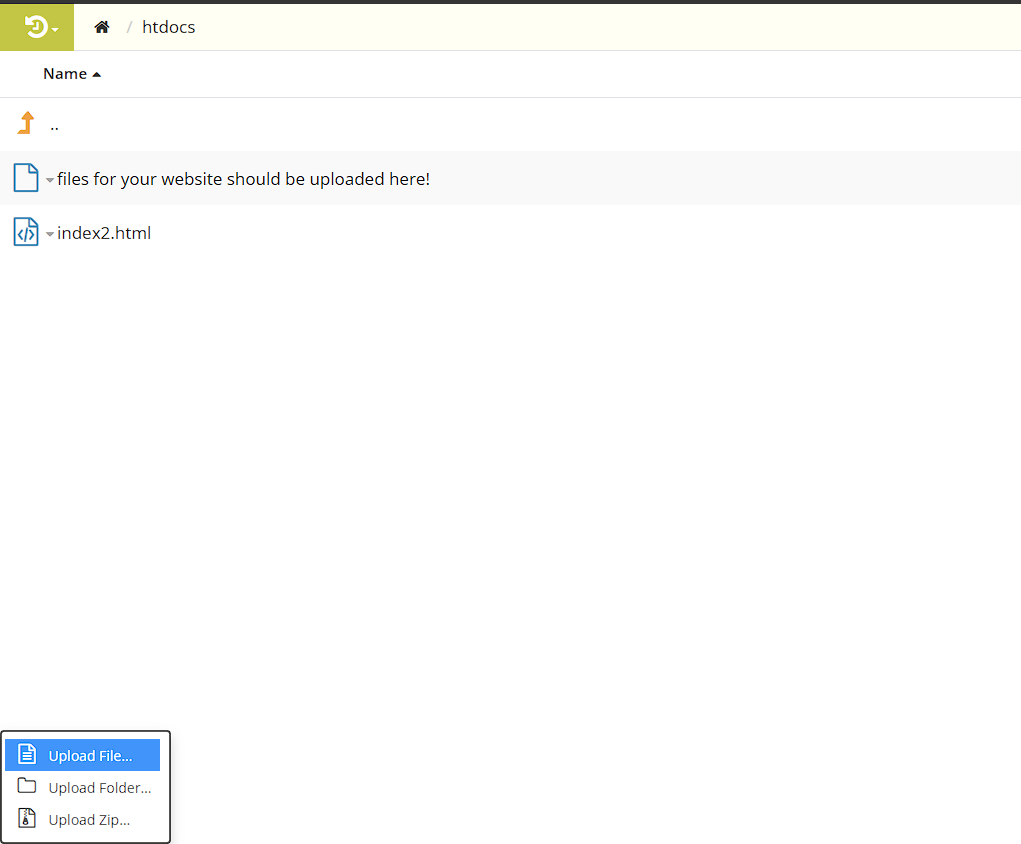 / htdocs
Name
..
files for your website should be uploaded here!
index2.html
Upload File...
Upload Folder...
Upload Zip...